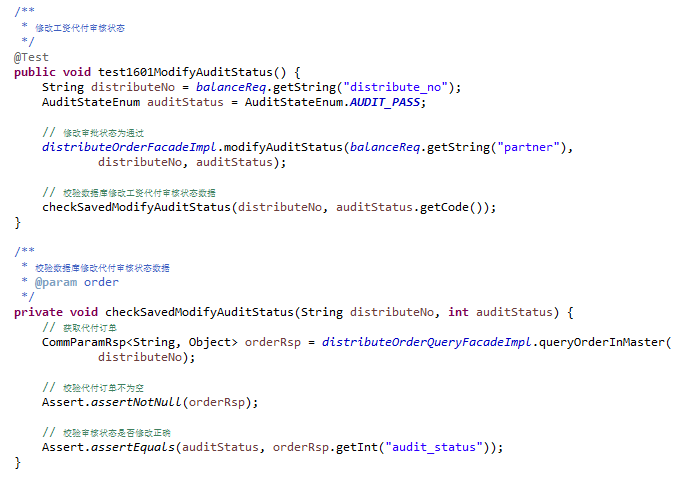 /**
 * 修改工资代付审核状态
 */
@Test
public void test1601ModifyAuditStatus() {
    String distributeNo = balanceReq.getString("distribute_no");
    AuditStateEnum auditStatus = AuditStateEnum.AUDIT_PASS;

    // 修改审批状态为通过
    distributeOrderFacadeImpl.modifyAuditStatus(balanceReq.getString("partner"),
            distributeNo, auditStatus);

    // 校验数据库修改工资代付审核状态数据
    checkSavedModifyAuditStatus(distributeNo, auditStatus.getCode());
}

/**
 * 校验数据库修改代付审核状态数据
 * @param order
 */
private void checkSavedModifyAuditStatus(String distributeNo, int auditStatus) {
    // 获取代付订单
    CommParamRsp<String, Object> orderRsp = distributeOrderQueryFacadeImpl.queryOrderInMaster(
            distributeNo);

    // 校验代付订单不为空
    Assert.assertNotNull(orderRsp);

    // 校验审核状态是否修改正确
    Assert.assertEquals(auditStatus, orderRsp.getInt("audit_status"));
}